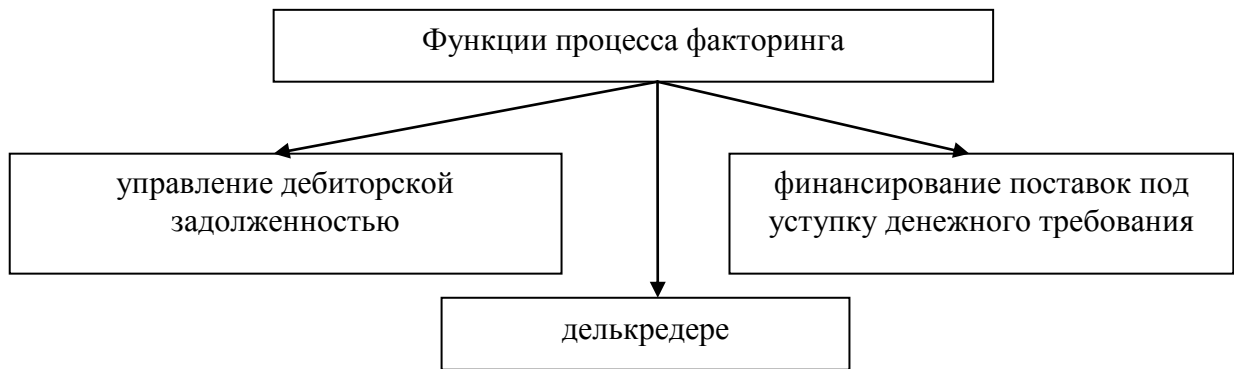 Функции процесса факторинга
управление дебиторской
задолженностью
финансирование поставок под
уступку денежного требования
делькредере